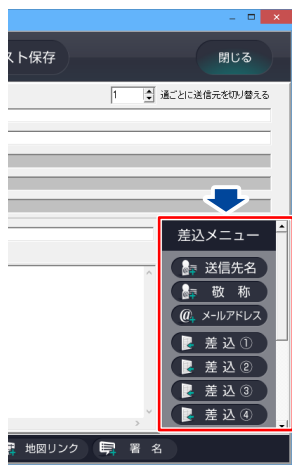 スト保存
閉じる
1 通ごとに送信元を切り替える
差込メニュー
送信先名
敬 称
@ メールアドレス
差 込 ①
差 込 ②
差 込 ③
差 込 ④
地図リンク
署 名